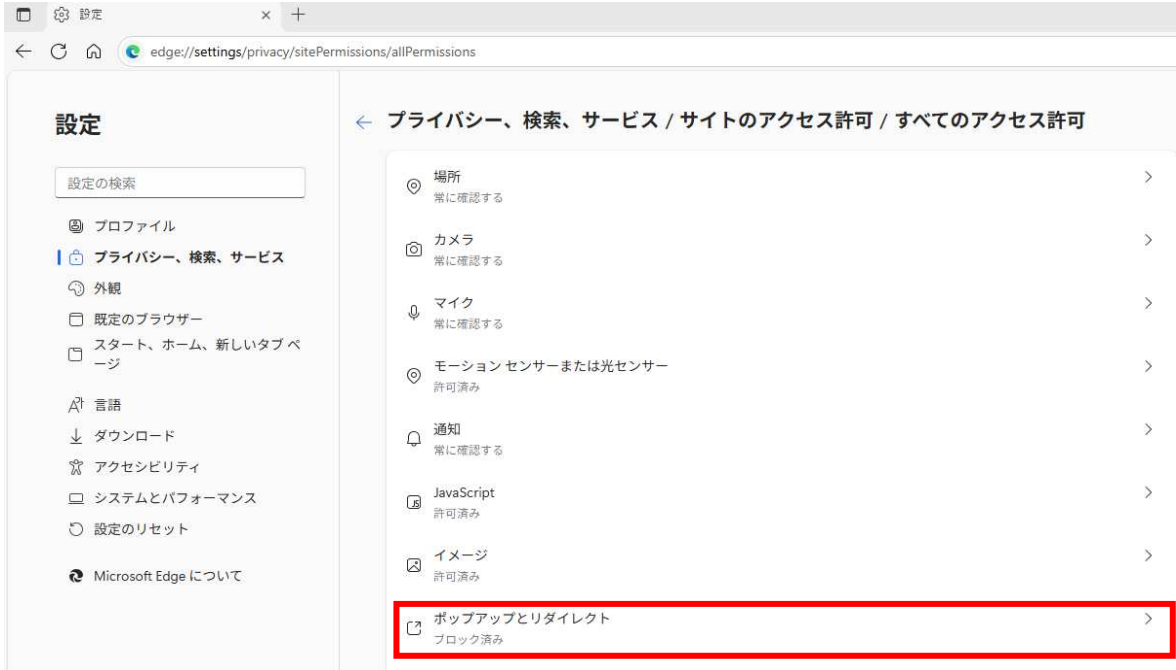 設定
edge://settings/privacy/sitePermissions/allPermissions
設定
設定の検索
プロファイル
プライバシー、検索、サービス
外観
既定のブラウザー
スタート、ホーム、新しいタブ ペ
ージ
言語
ダウンロード
アクセシビリティ
システムとパフォーマンス
設定のリセット
Microsoft Edge について
プライバシー、検索、サービス / サイトのアクセス許可 / すべてのアクセス許可
場所
常に確認する
カメラ
常に確認する
マイク
常に確認する
モーション センサーまたは光センサー
許可済み
通知
常に確認する
JavaScript
許可済み
イメージ
許可済み
ポップアップとリダイレクト
ブロック済み